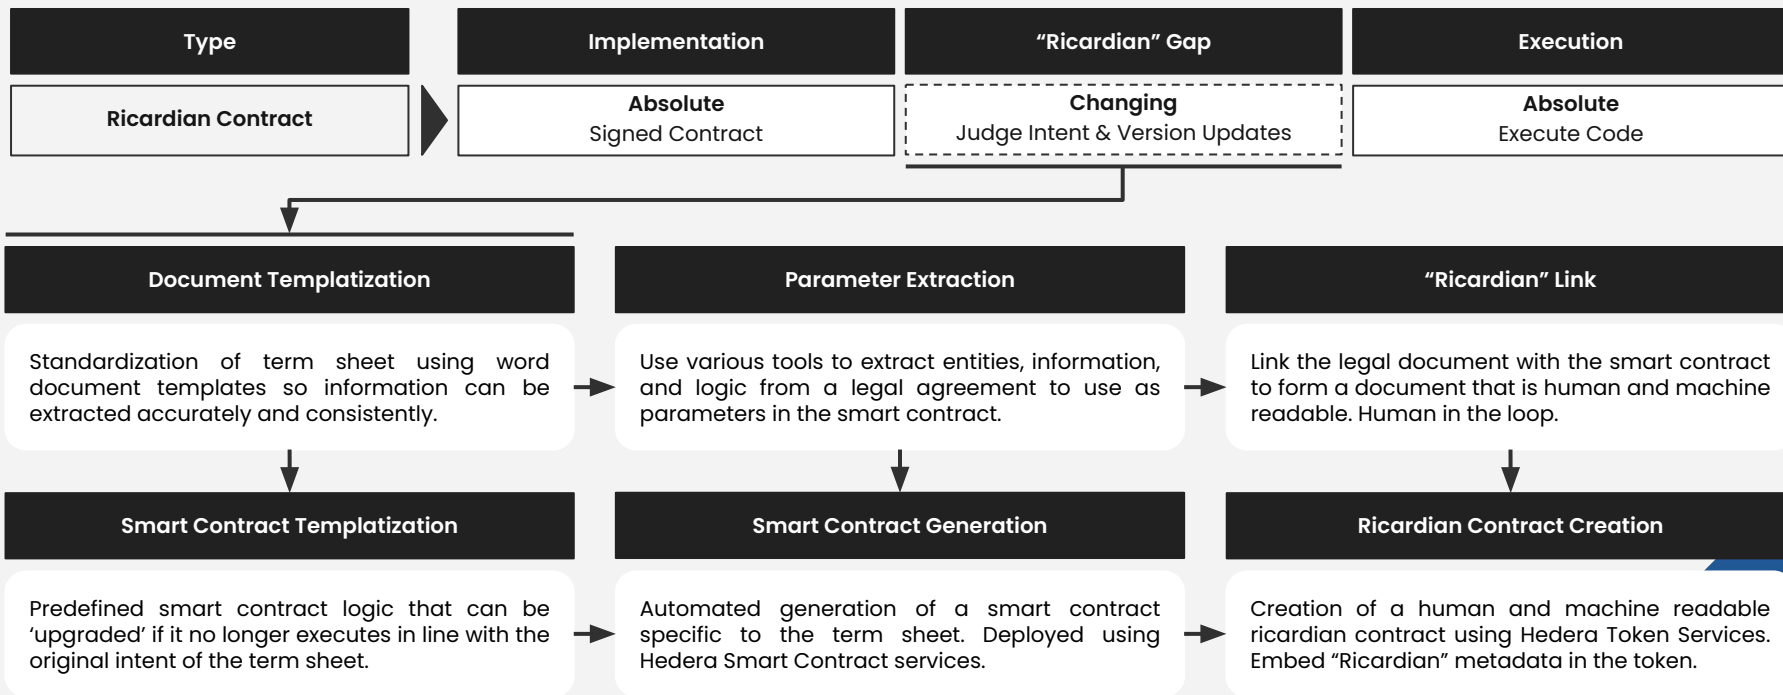 Type
Implementation
“Ricardian” Gap
Execution
Ricardian Contract
Absolute
Signed Contract
Changing
Judge Intent & Version Updates
Absolute
Execute Code
Document Templatization
Parameter Extraction
“Ricardian” Link
Standardization of term sheet using word
document templates so information can be
extracted accurately and consistently.
Use various tools to extract entities, information,
and logic from a legal agreement to use as
parameters in the smart contract.
Link the legal document with the smart contract
to form a document that is human and machine
readable. Human in the loop.
Smart Contract Templatization
Smart Contract Generation
Ricardian Contract Creation
Predefined smart contract logic that can be
‘upgraded’ if it no longer executes in line with the
original intent of the term sheet.
Automated generation of a smart contract
specific to the term sheet. Deployed using
Hedera Smart Contract services.
Creation of a human and machine readable
ricardian contract using Hedera Token Services.
Embed “Ricardian” metadata in the token.